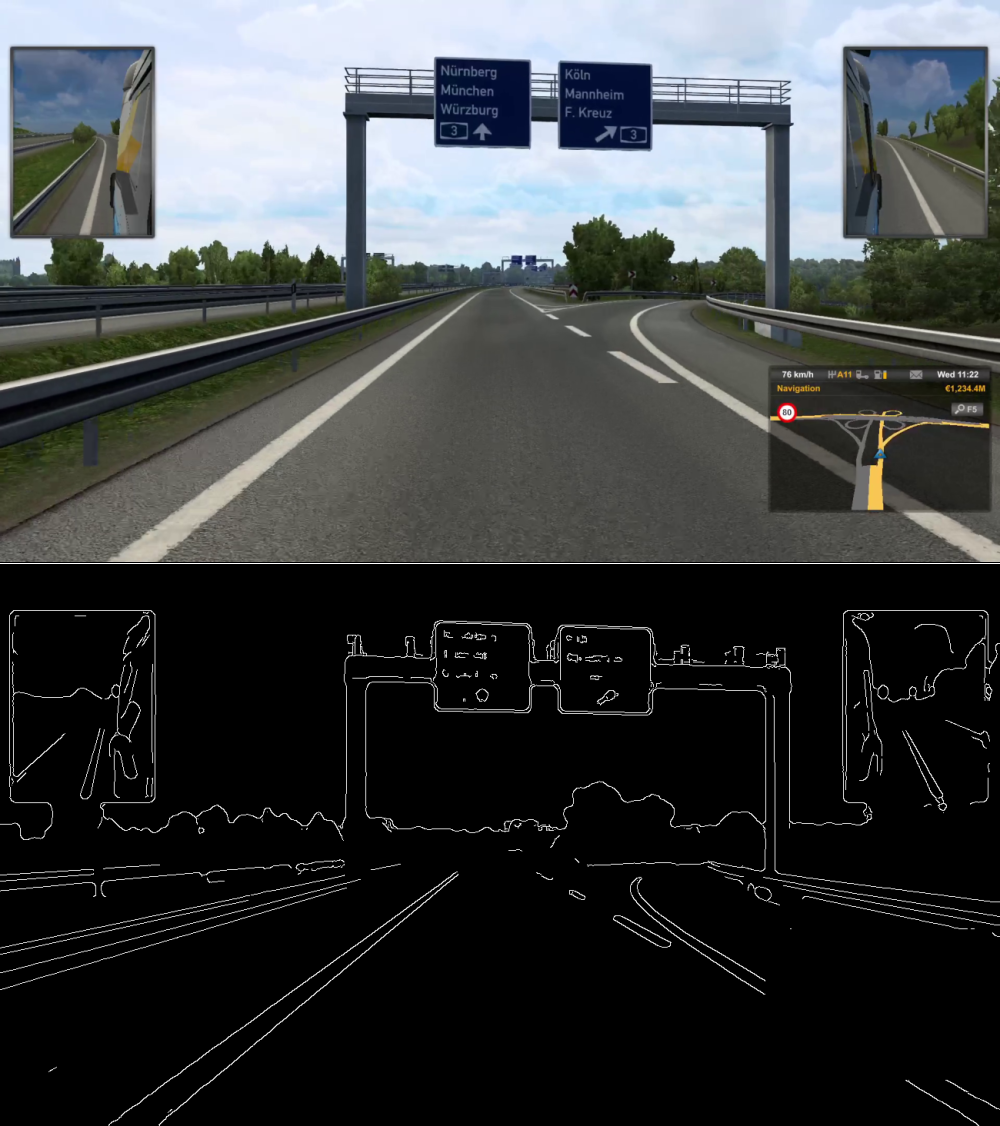 Nürnberg
München
Würzburg
3
Köln
Mannheim
F. Kreuz
3
76 km/h
A11
Wed 11:22
Navigation
€1,234.4M
80
F5